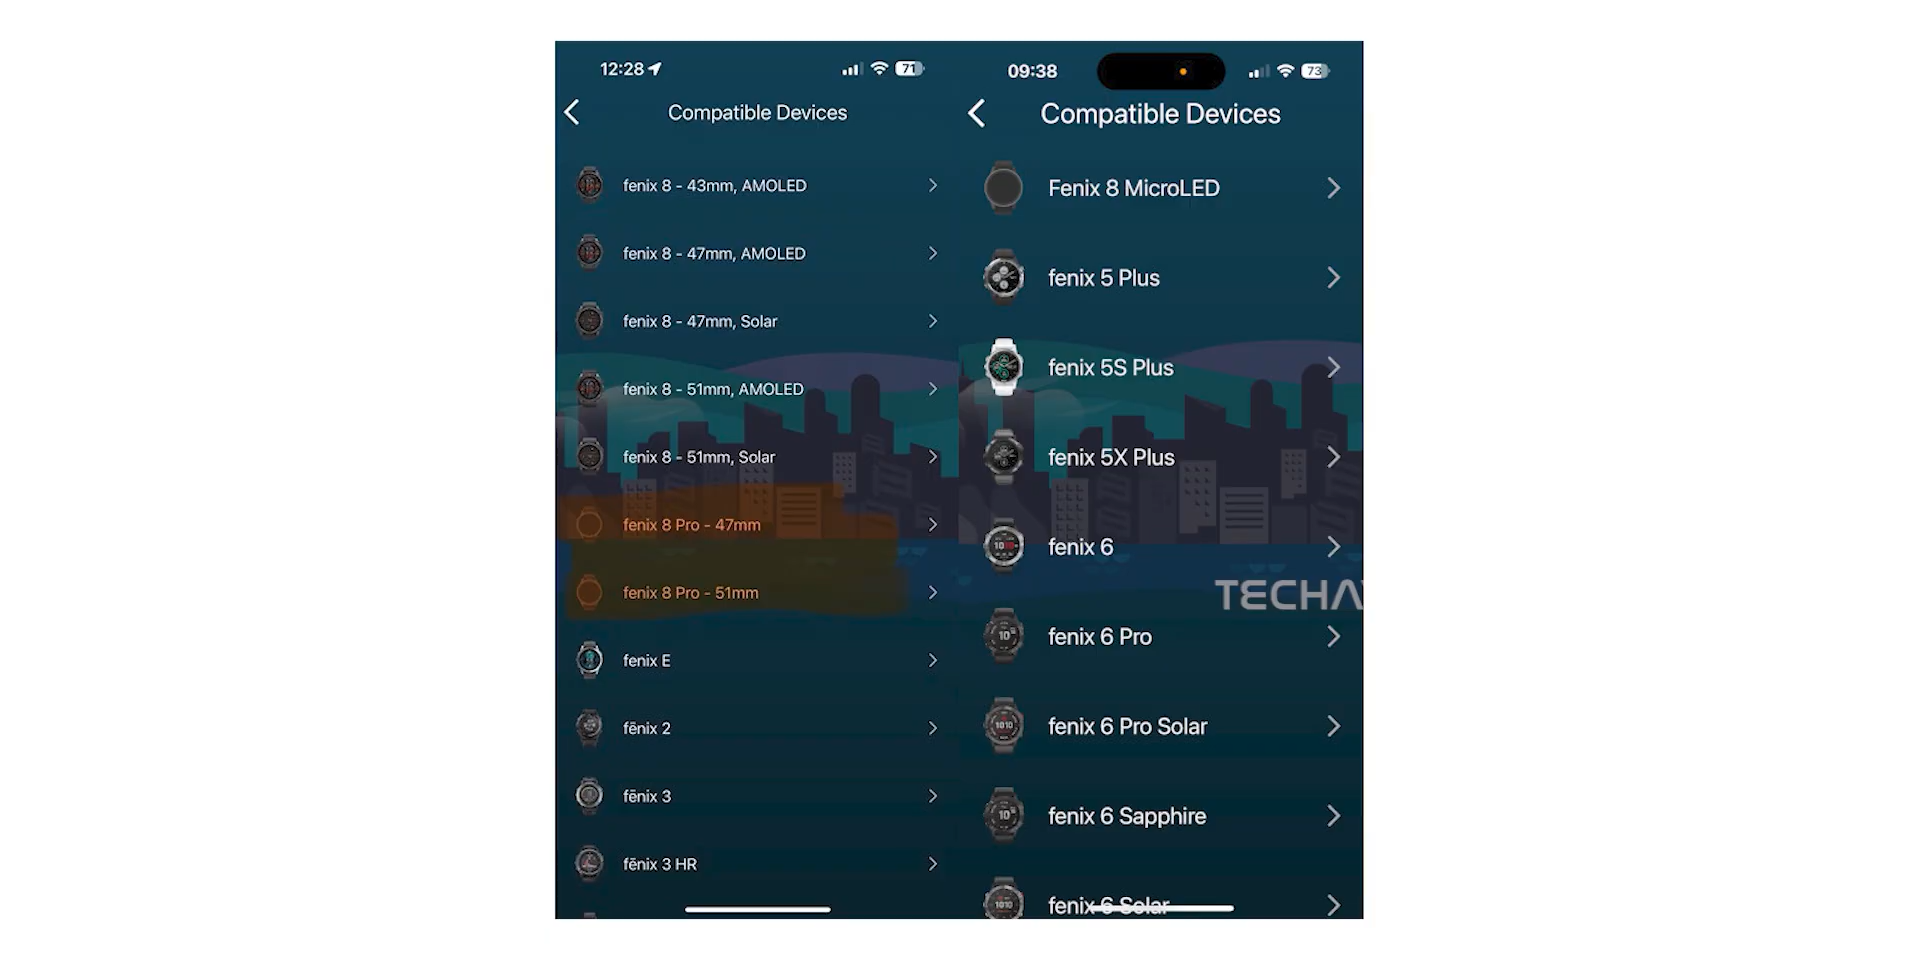 12:28
71
Compatible Devices
fenix 8 - 43mm, AMOLED
fenix 8 - 47mm, AMOLED
fenix 8 - 47mm, Solar
fenix 8 - 51mm, AMOLED
fenix 8 - 51mm, Solar
fenix 8 Pro - 47mm
fenix 8 Pro - 51mm
fenix E
fēnix 2
fēnix 3
fēnix 3 HR
09:38
73
Compatible Devices
Fenix 8 MicroLED
fenix 5 Plus
fenix 5S Plus
fenix 5X Plus
fenix 6
TECHA
fenix 6 Pro
fenix 6 Pro Solar
fenix 6 Sapphire
fenix 6 Solar